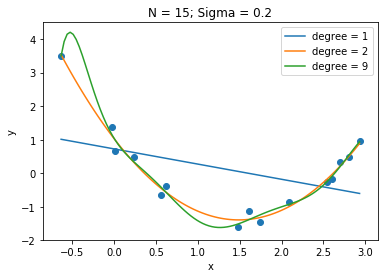 N = 15; Sigma = 0.2
degree = 1
degree = 2
degree = 9
y
4
3
2
1
0
−1
−2
−0.5
0.0
0.5
1.0
1.5
2.0
2.5
3.0
x